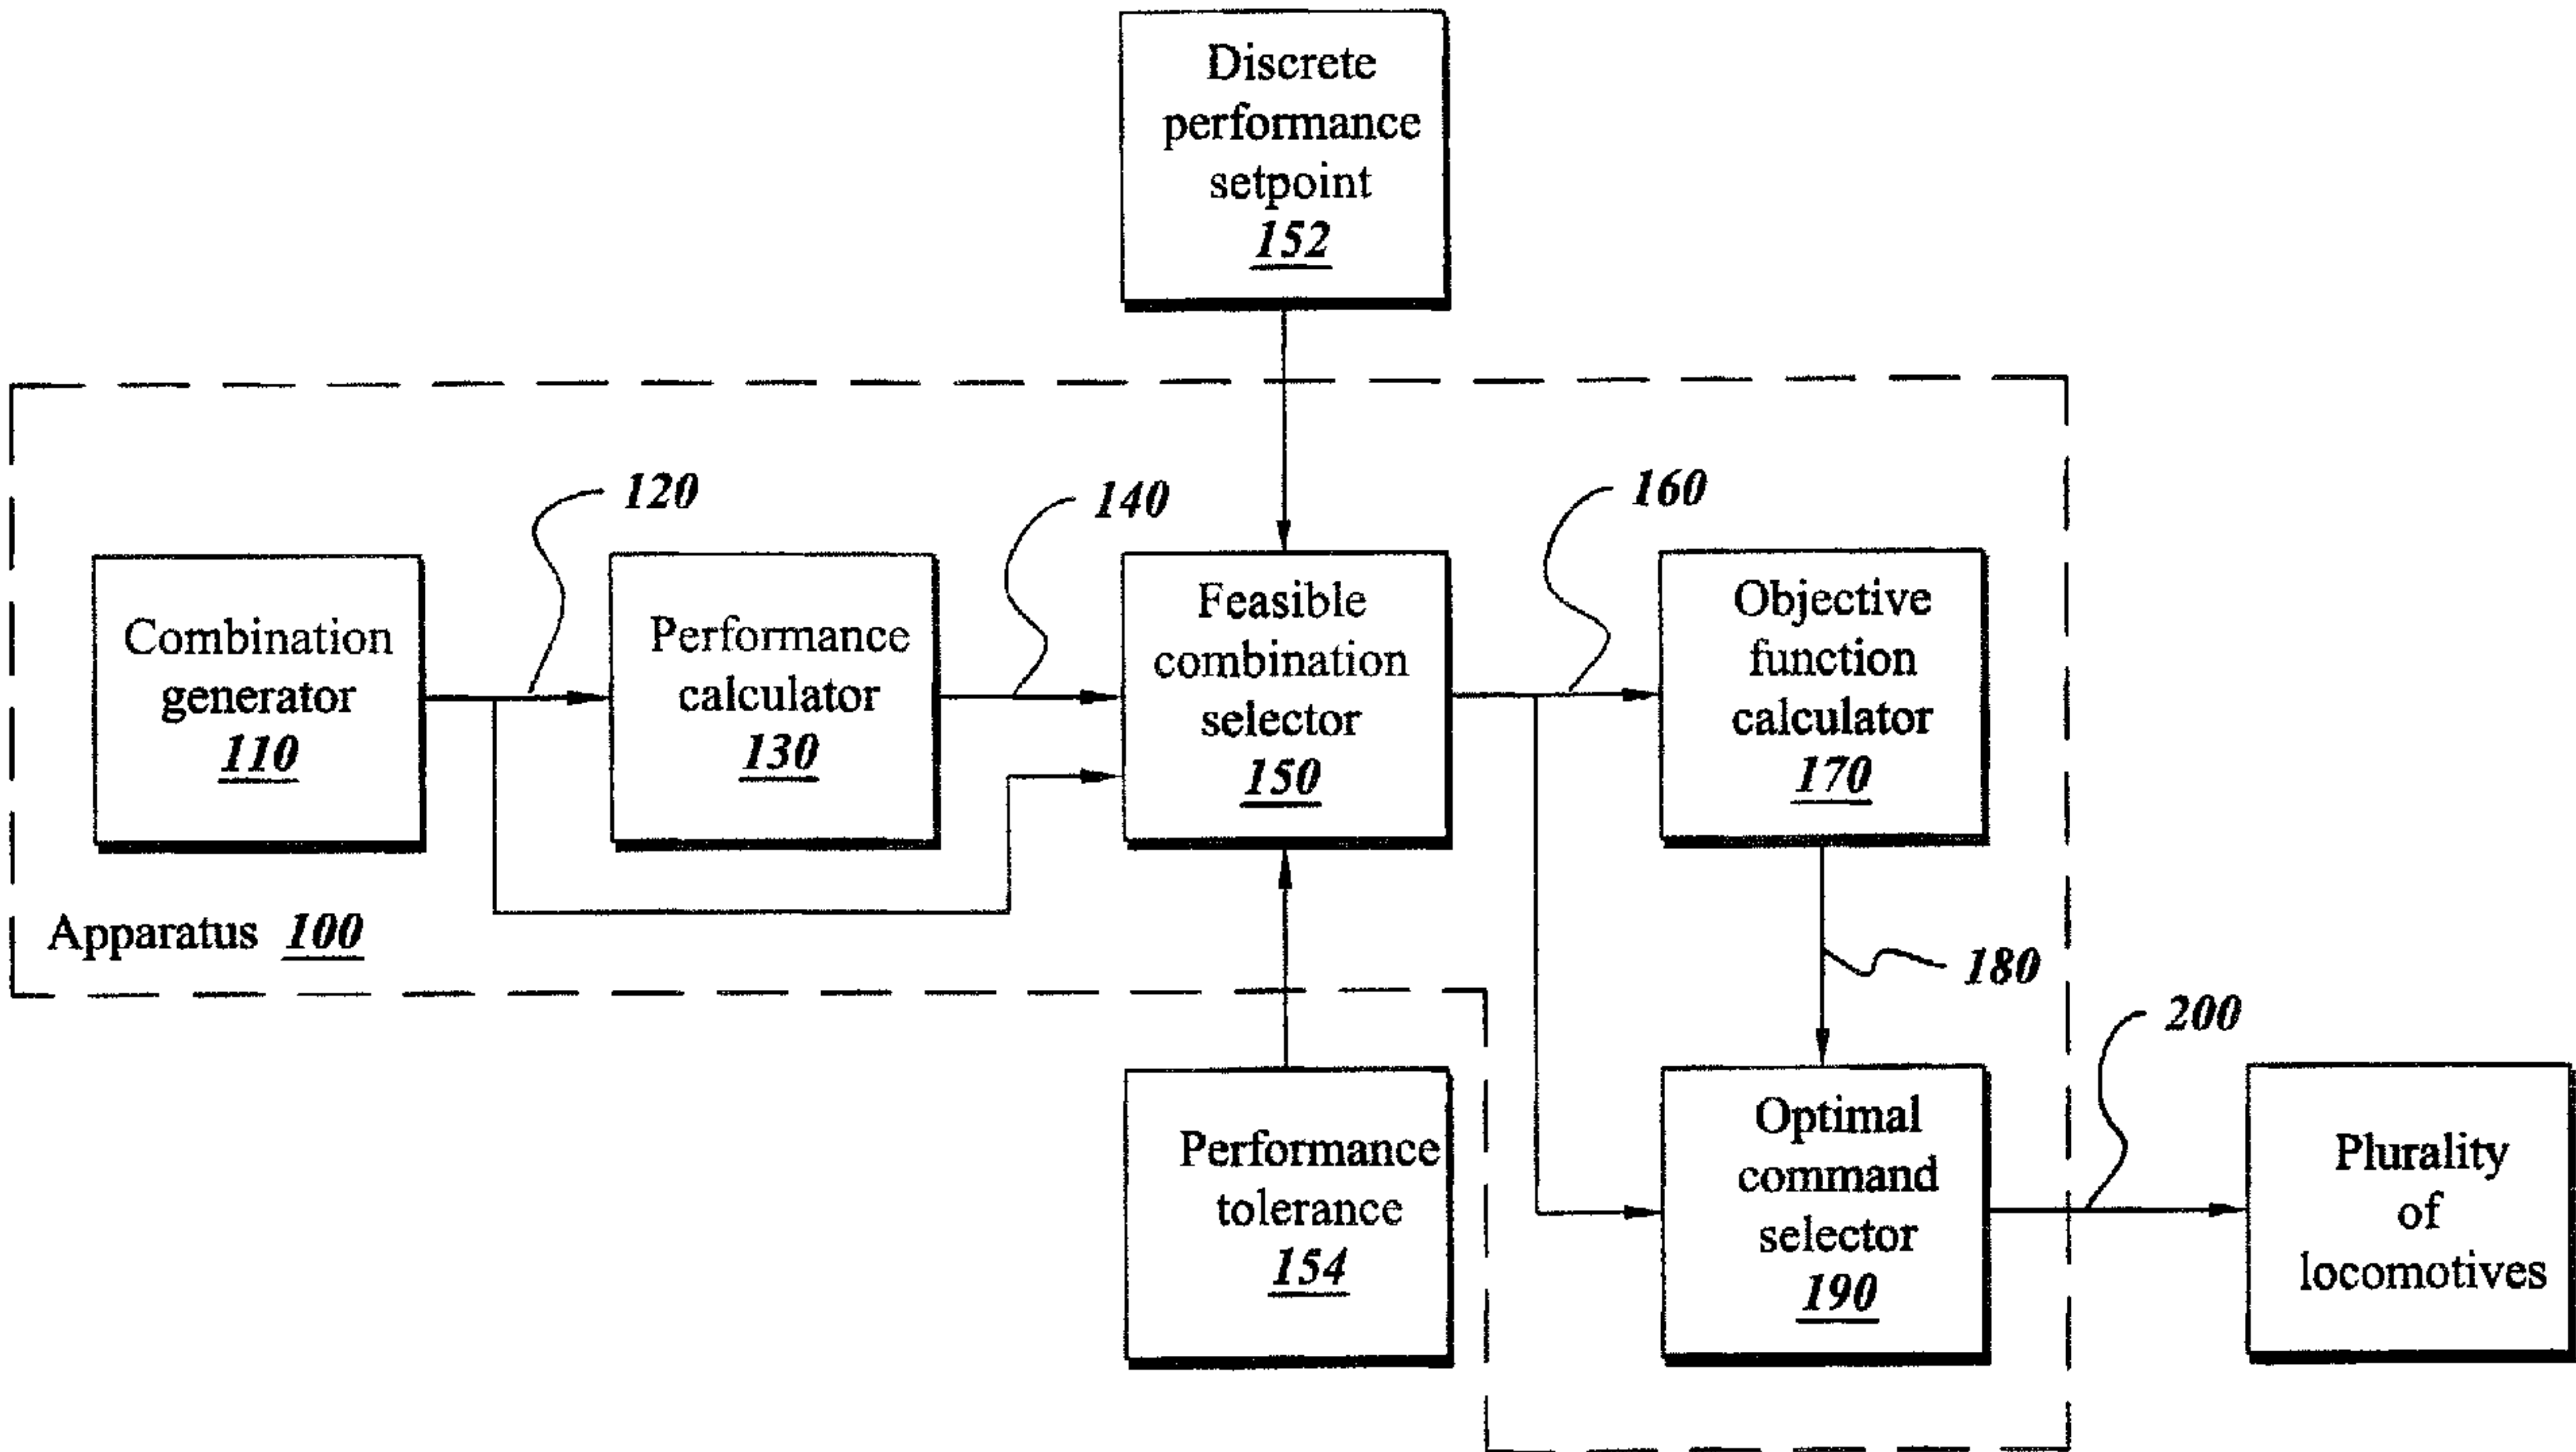 Discrete
performance
setpoint
152
120
140
160
Combination
generator
110
Performance
calculator
130
Feasible
combination
selector
150
Objective
function
calculator
170
Apparatus 100
180
200
Performance
tolerance
154
Optimal
command
selector
190
Plurality
of
locomotives